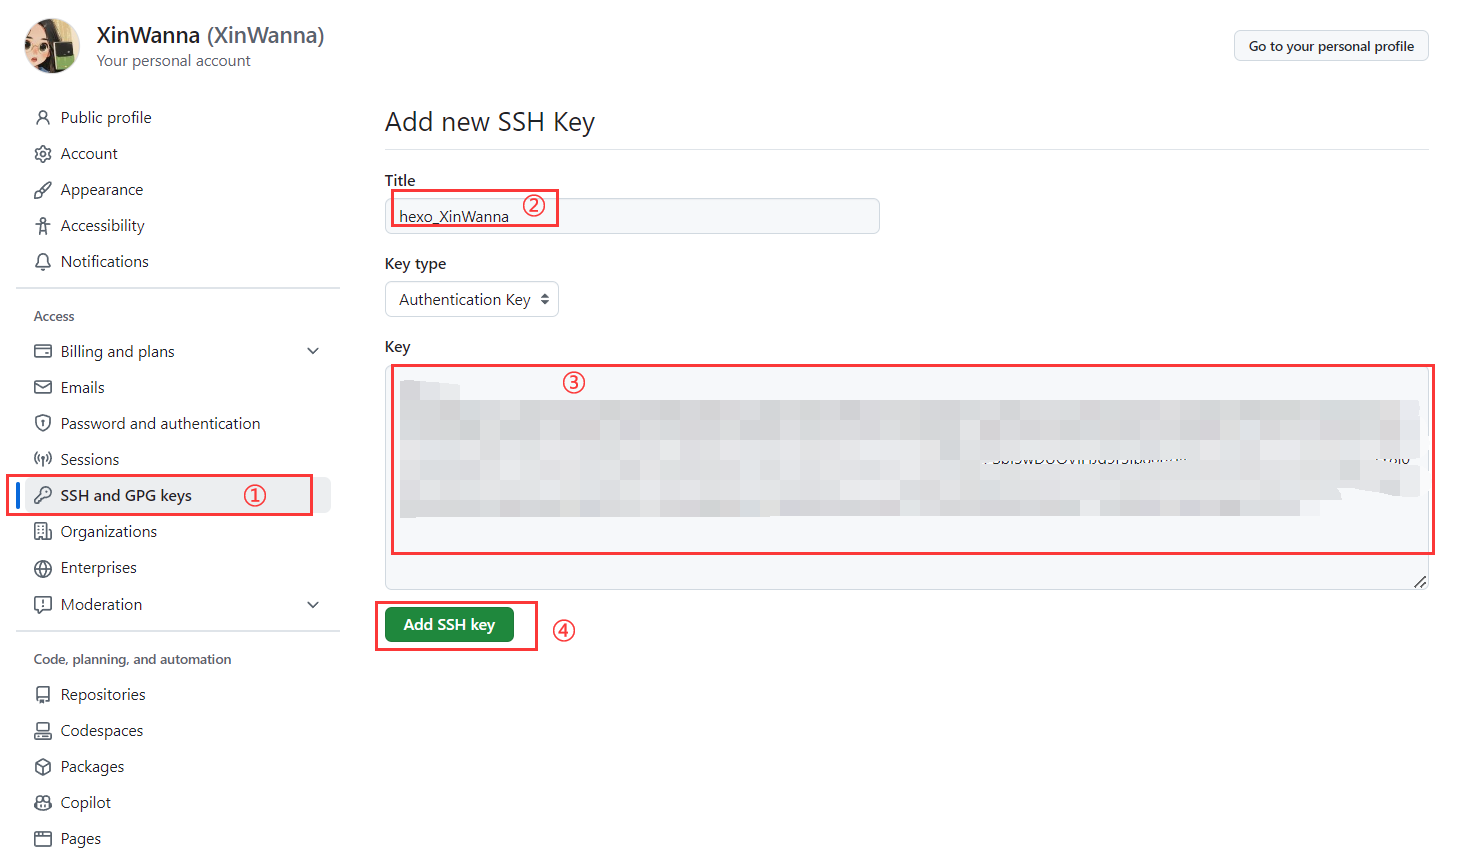 XinWanna (XinWanna)
Your personal account
Go to your personal profile
Public profile
Account
Appearance
Accessibility
Notifications
Access
Billing and plans
Emails
Password and authentication
Sessions
SSH and GPG keys ①
Organizations
Enterprises
Moderation
Code, planning, and automation
Repositories
Codespaces
Packages
Copilot
Pages
Add new SSH Key
Title
hexo_XinWanna ②
Key type
Authentication Key
Key
③
Add SSH key ④